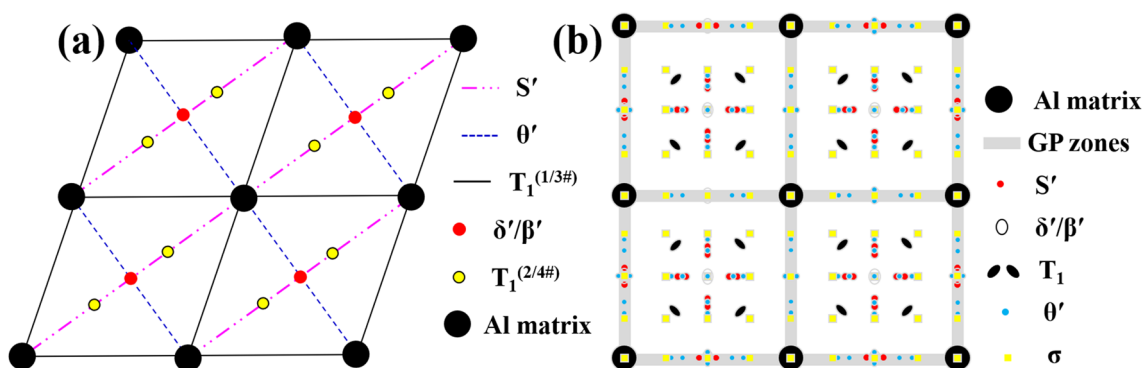 (a)
S′
θ′
T₁⁽¹/³#⁾
δ′/β′
T₁⁽²/⁴#⁾
Al matrix
(b)
Al matrix
GP zones
S′
δ′/β′
T₁
θ′
σ